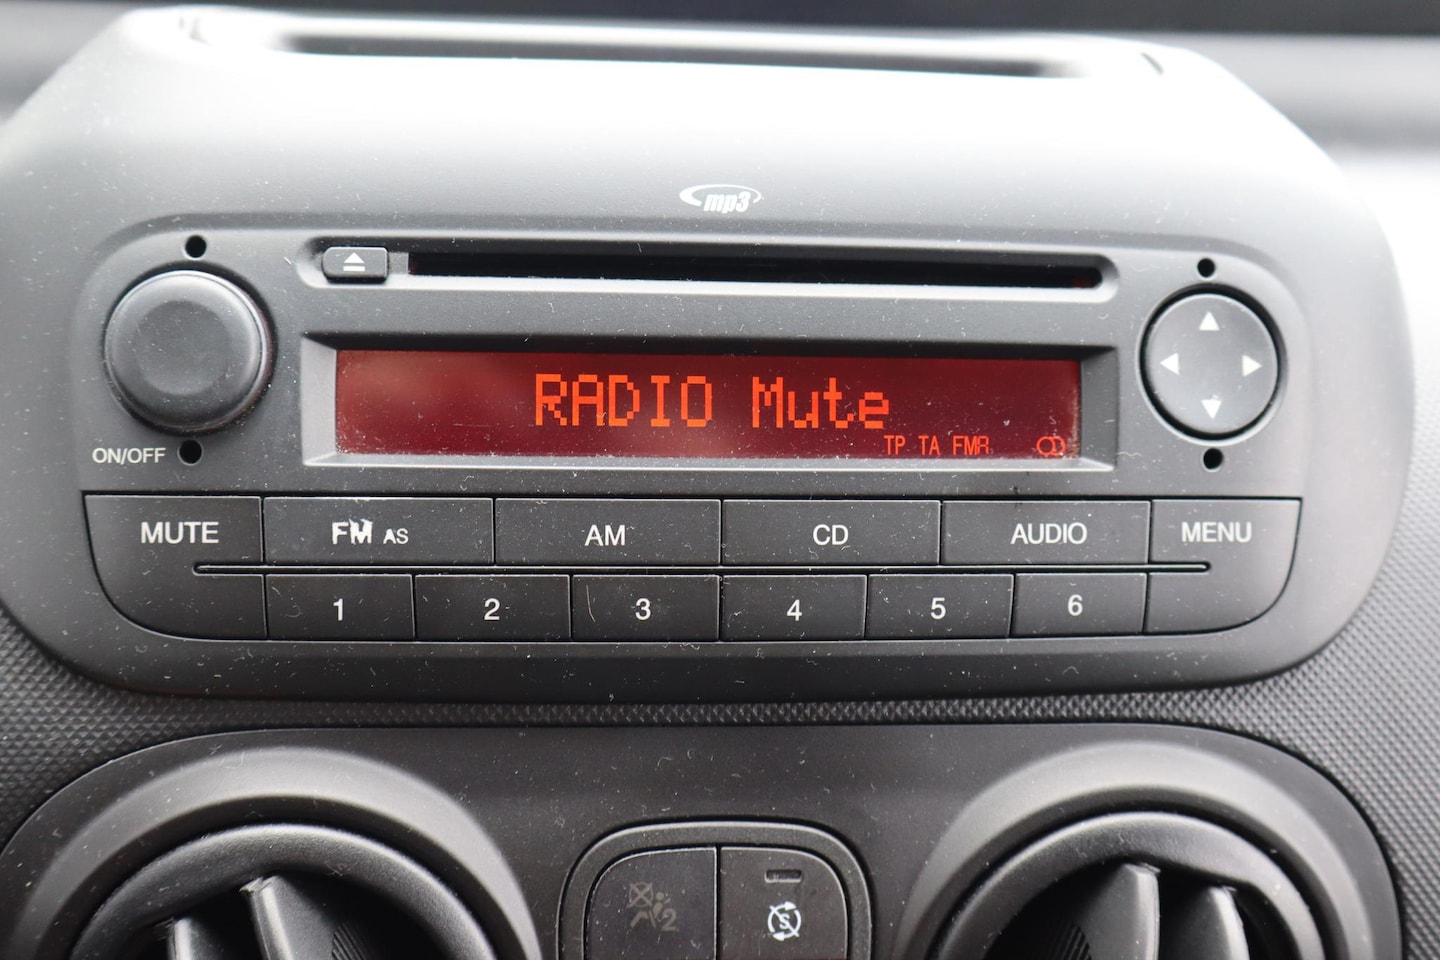 mp3
RADIO Mute
TP TA FMR
ON/OFF
MUTE FM AS AM CD AUDIO MENU
1 2 3 4 5 6
2 S